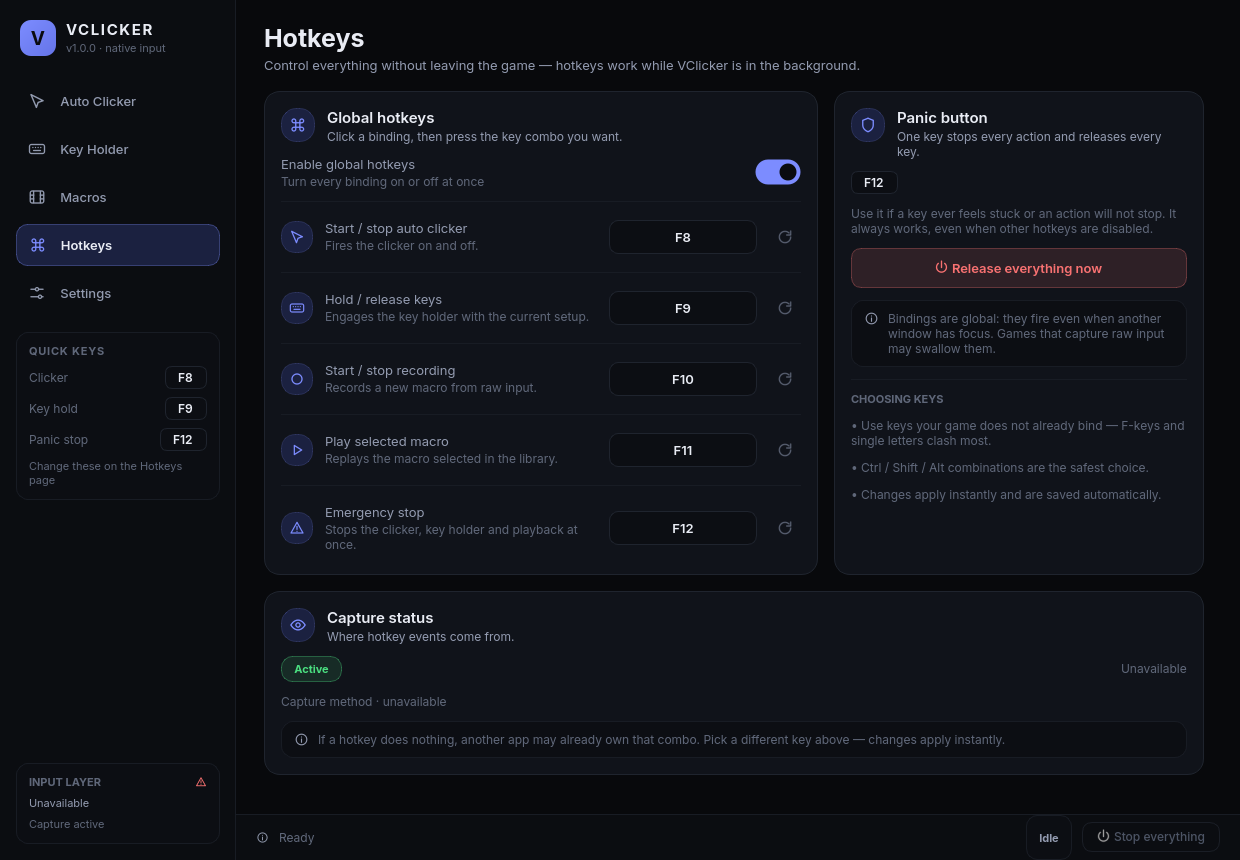 V
VCLICKER
v1.0.0 · native input
Auto Clicker
Key Holder
Macros
Hotkeys
Settings
QUICK KEYS
Clicker F8
Key hold F9
Panic stop F12
Change these on the Hotkeys
page
INPUT LAYER
Unavailable
Capture active
Hotkeys
Control everything without leaving the game — hotkeys work while VClicker is in the background.
Global hotkeys
Click a binding, then press the key combo you want.
Enable global hotkeys
Turn every binding on or off at once
Start / stop auto clicker
Fires the clicker on and off.
F8
Hold / release keys
Engages the key holder with the current setup.
F9
Start / stop recording
Records a new macro from raw input.
F10
Play selected macro
Replays the macro selected in the library.
F11
Emergency stop
Stops the clicker, key holder and playback at
once.
F12
Panic button
One key stops every action and releases every
key.
F12
Use it if a key ever feels stuck or an action will not stop. It
always works, even when other hotkeys are disabled.
Release everything now
Bindings are global: they fire even when another
window has focus. Games that capture raw input
may swallow them.
CHOOSING KEYS
• Use keys your game does not already bind — F-keys and
single letters clash most.
• Ctrl / Shift / Alt combinations are the safest choice.
• Changes apply instantly and are saved automatically.
Capture status
Where hotkey events come from.
Active Unavailable
Capture method · unavailable
If a hotkey does nothing, another app may already own that combo. Pick a different key above — changes apply instantly.
Ready
Idle
Stop everything